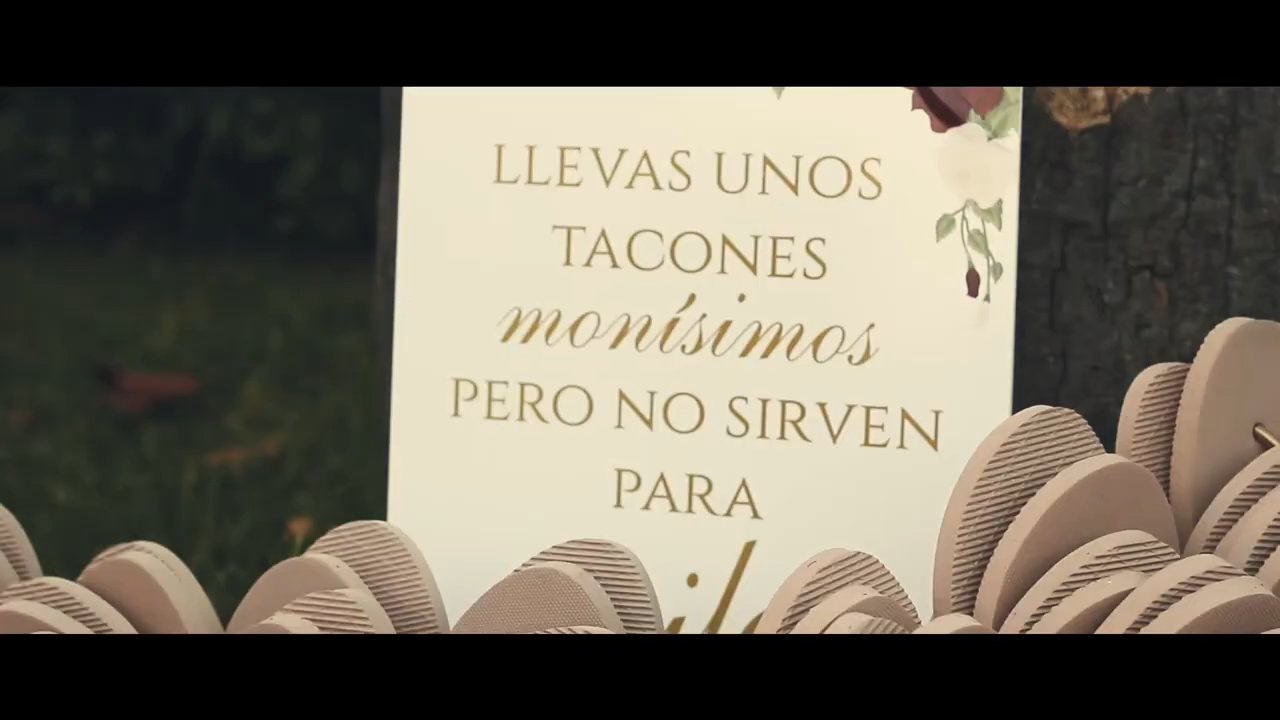 LLEVAS UNOS
TACONES
monísimos
PERO NO SIRVEN
PARA